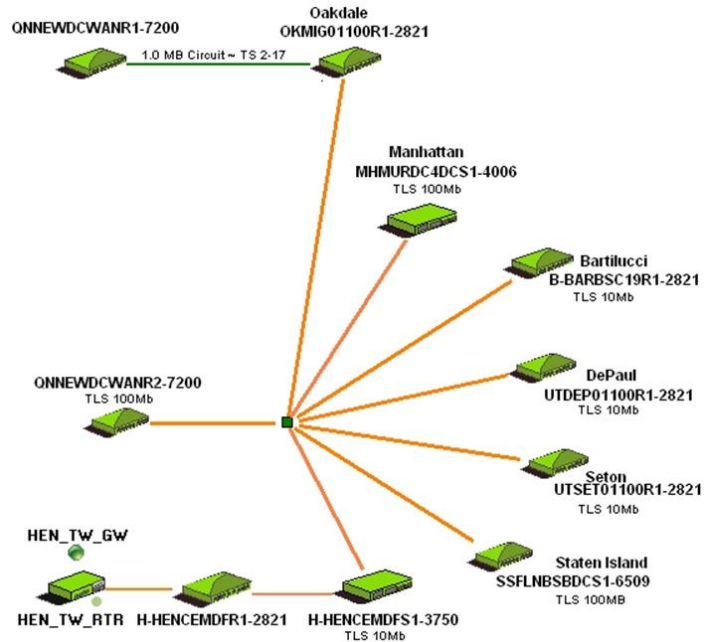 Oakdale
QNNEWDCWANR1-7200
OKMIG01100R1-2821
1.0 MB Circuit ~ TS 2-17
Manhattan
MHMURDC4DCS1-4006
TLS 100Mb
Bartilucci
B-BARBSC19R1-2821
TLS 10Mb
QNNEWDCWANR2-7200
TLS 100Mb
DePaul
UTDEP01100R1-2821
TLS 10Mb
Seton
UTSET01100R1-2821
TLS 10Mb
HEN_TW_GW
Staten Island
SSFLNBSBDCS1-6509
TLS 100MB
HEN_TW_RTR
H-HENCEMDFR1-2821
H-HENCEMDFS1-3750
TLS 10Mb